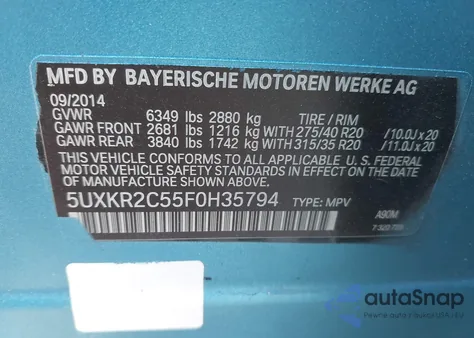 MFD BY BAYERISCHE MOTOREN WERKE AG
09/2014
GVWR 6349 lbs 2880 kg TIRE / RIM
GAWR FRONT 2681 lbs 1216 kg WITH 275/40 R20 /10.0J x 20
GAWR REAR 3840 lbs 1742 kg WITH 315/35 R20 /11.0J x 20
THIS VEHICLE CONFORMS TO ALL APPLICABLE U.S. FEDERAL
MOTOR VEHICLE SAFETY STANDARDS IN EFFECT ON THE
DATE OF MANUFACTURE SHOWN ABOVE.
5UXKR2C55F0H35794 TYPE: MPV
A90M
autoSnap